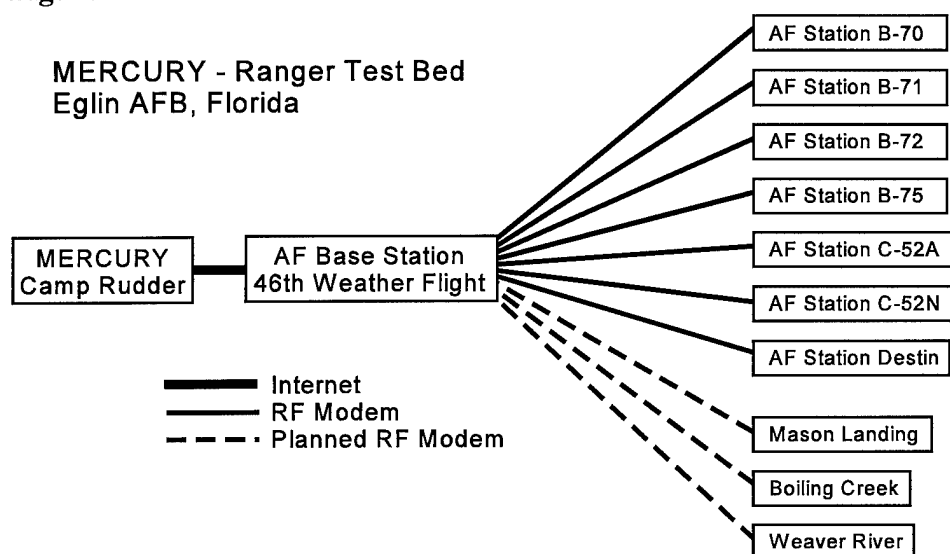 MERCURY - Ranger Test Bed
Eglin AFB, Florida
MERCURY
Camp Rudder
AF Base Station
46th Weather Flight
AF Station B-70
AF Station B-71
AF Station B-72
AF Station B-75
AF Station C-52A
AF Station C-52N
AF Station Destin
Mason Landing
Boiling Creek
Weaver River
Internet
RF Modem
Planned RF Modem